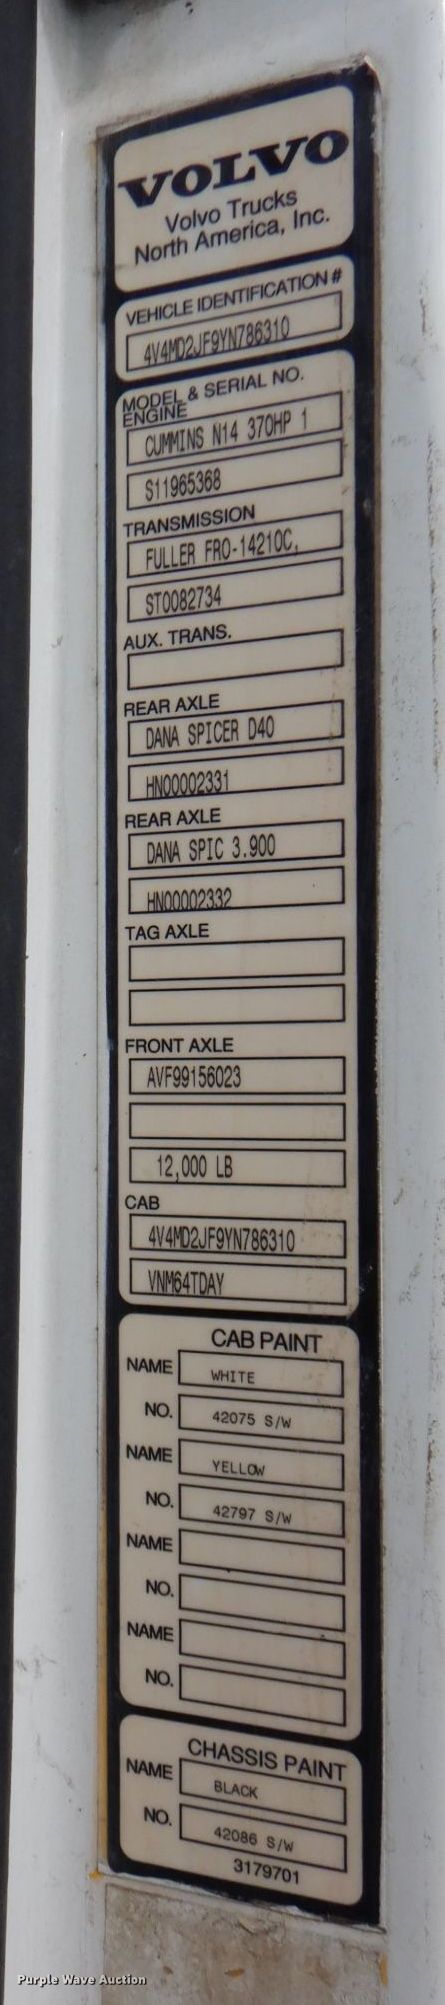 VOLVO
Volvo Trucks
North America, Inc.
VEHICLE IDENTIFICATION #
4V4MD2JF9YN786310
MODEL & SERIAL NO.
ENGINE
CUMMINS N14 370HP 1
S11965368
TRANSMISSION
FULLER FRO-14210C,
ST0082734
AUX. TRANS.
REAR AXLE
DANA SPICER D40
HN00002331
REAR AXLE
DANA SPIC 3.900
HN00002332
TAG AXLE
FRONT AXLE
AVF99156023
12,000 LB
CAB
4V4MD2JF9YN786310
VNM64TDAY
CAB PAINT
NAME WHITE
NO. 42075 S/W
NAME YELLOW
NO. 42797 S/W
NAME
NO.
NAME
NO.
CHASSIS PAINT
NAME BLACK
NO. 42086 S/W
3179701
Purple Wave Auction